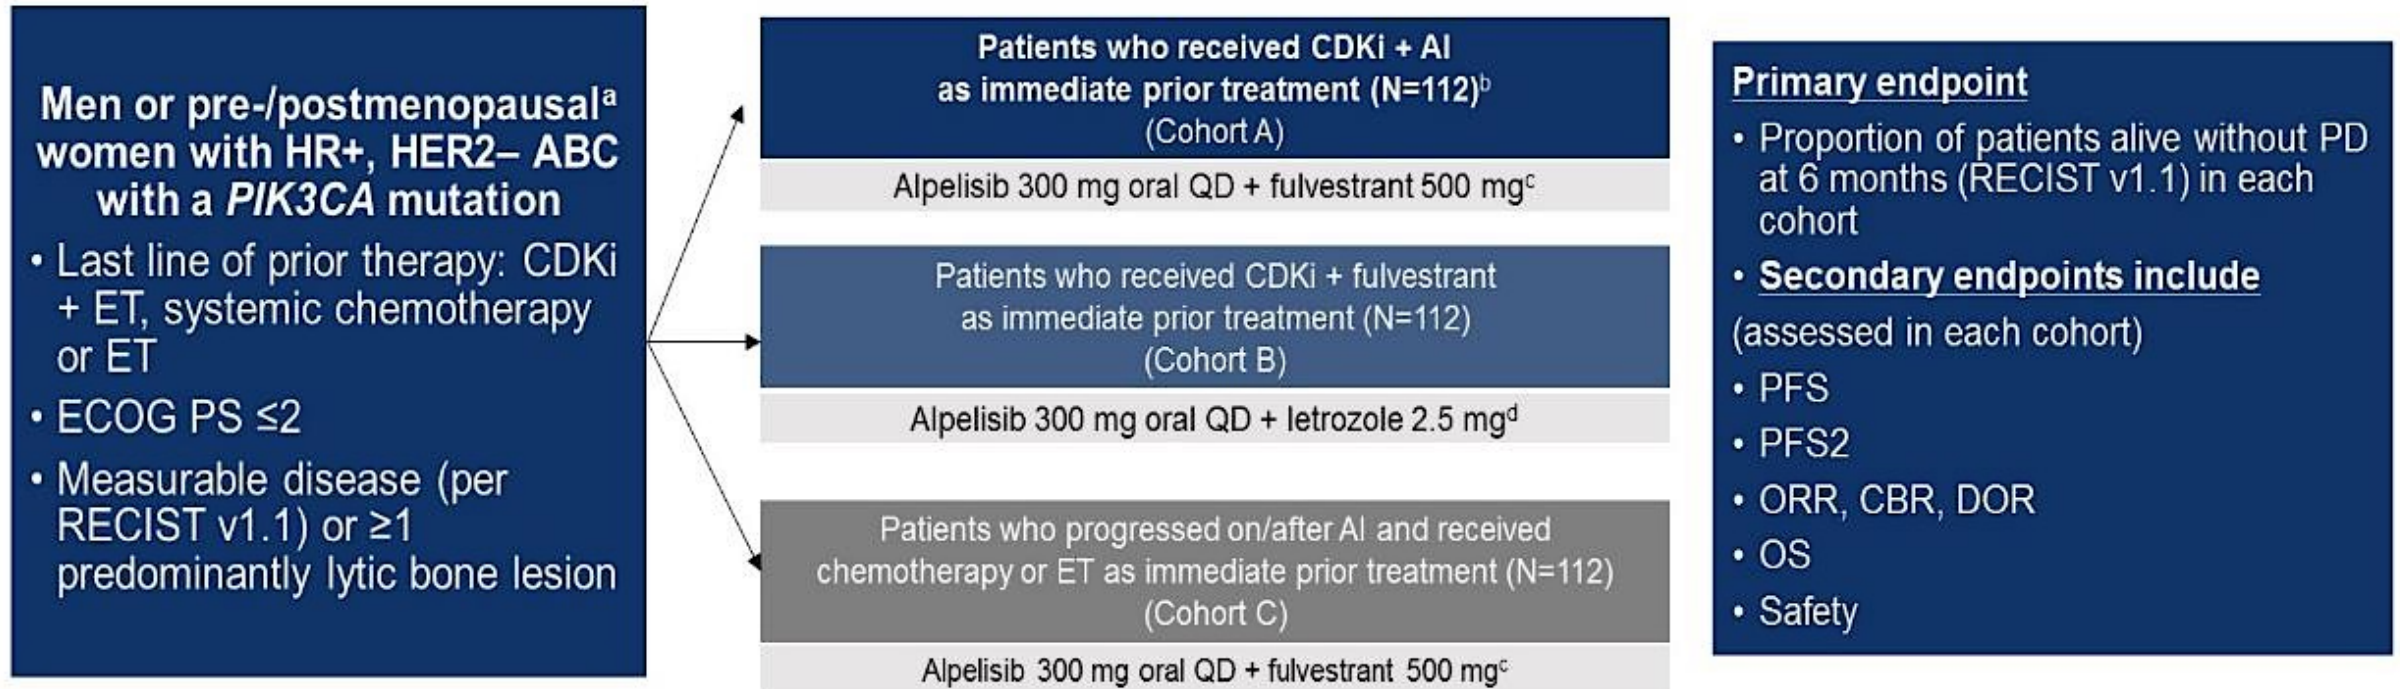 Men or pre-/postmenopausalᵃ
women with HR+, HER2– ABC
with a PIK3CA mutation
• Last line of prior therapy: CDKi
+ ET, systemic chemotherapy
or ET
• ECOG PS ≤2
• Measurable disease (per
RECIST v1.1) or ≥1
predominantly lytic bone lesion
Patients who received CDKi + AI
as immediate prior treatment (N=112)ᵇ
(Cohort A)
Alpelisib 300 mg oral QD + fulvestrant 500 mgᶜ
Patients who received CDKi + fulvestrant
as immediate prior treatment (N=112)
(Cohort B)
Alpelisib 300 mg oral QD + letrozole 2.5 mgᵈ
Patients who progressed on/after AI and received
chemotherapy or ET as immediate prior treatment (N=112)
(Cohort C)
Alpelisib 300 mg oral QD + fulvestrant 500 mgᶜ
Primary endpoint
• Proportion of patients alive without PD
at 6 months (RECIST v1.1) in each
cohort
• Secondary endpoints include
(assessed in each cohort)
• PFS
• PFS2
• ORR, CBR, DOR
• OS
• Safety